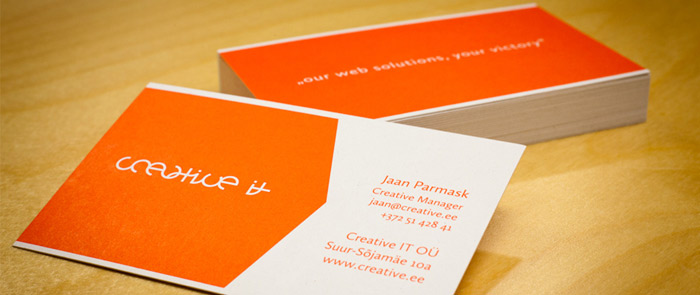 „our web solutions, your victory"
creative it
Jaan Parmask
Creative Manager
jaan@creative.ee
+372 51 428 41
Creative IT OÜ
Suur-Sõjamäe 10a
www.creative.ee